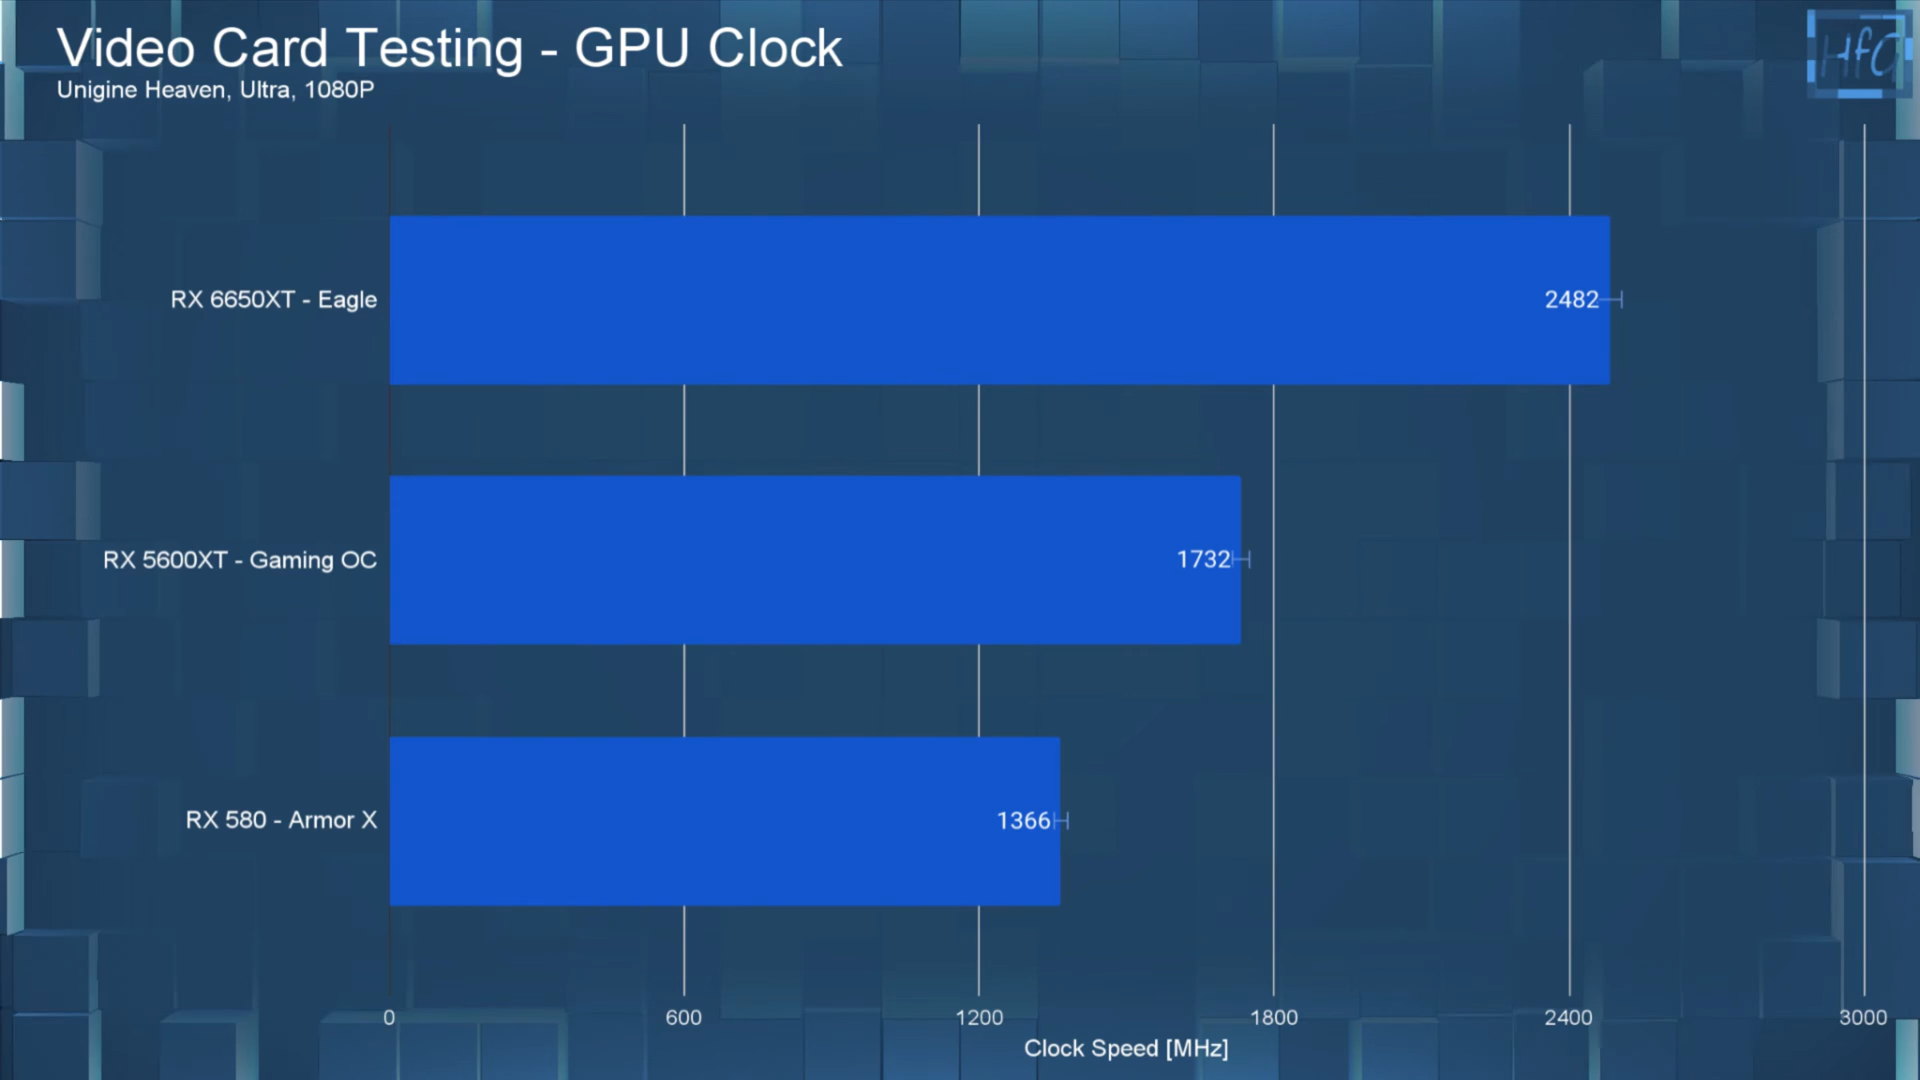 Video Card Testing - GPU Clock
Unigine Heaven, Ultra, 1080P
HfG
RX 6650XT - Eagle
2482
RX 5600XT - Gaming OC
1732
RX 580 - Armor X
1366
0 600 1200 1800 2400 3000
Clock Speed [MHz]